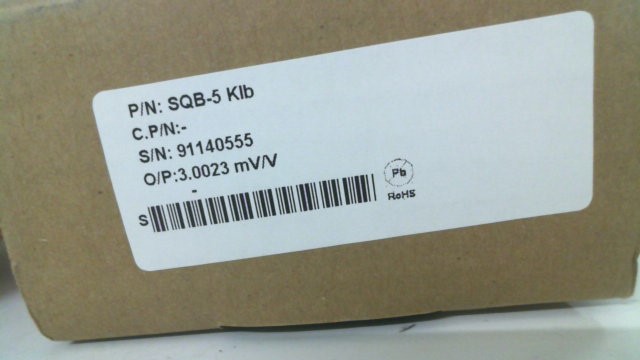 P/N: SQB-5 Klb
C.P/N:-
S/N: 91140555
O/P:3.0023 mV/V
-
S
Pb
RoHS